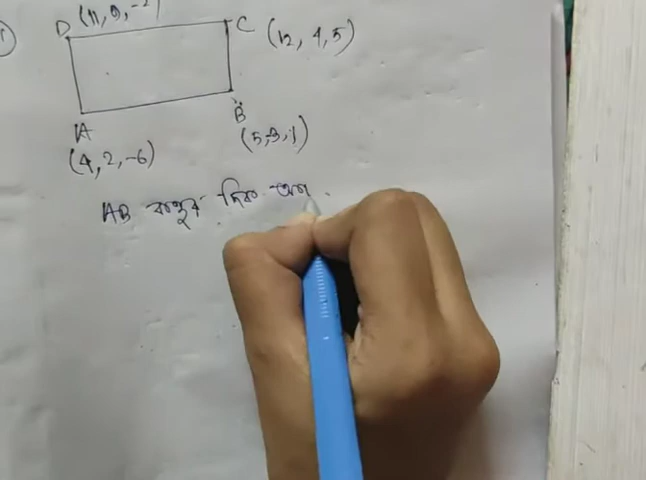 D (11, 9, -2)
C (12, 4, 5)
A
B
(4, 2, -6)
(5,-3,1)
AB বাহুর দিক অনু